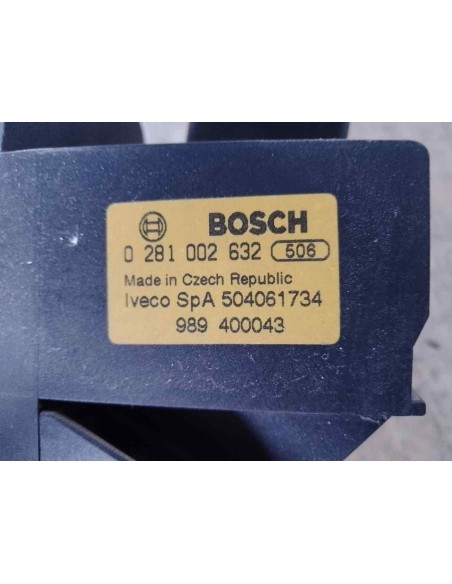 BOSCH
0 281 002 632 506
Made in Czech Republic
Iveco SpA 504061734
989 400043